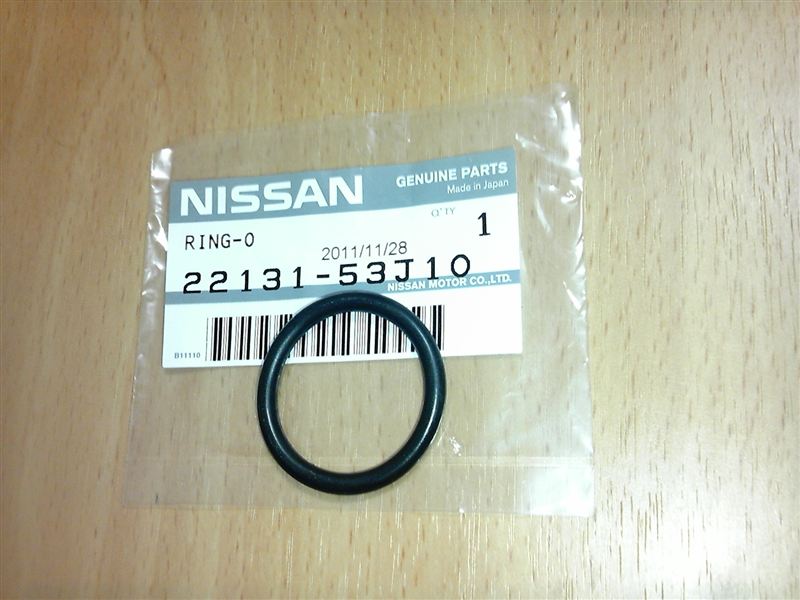 NISSAN
GENUINE PARTS
Made in Japan
Q'TY 1
RING-O
2011/11/28
22131-53J10
NISSAN MOTOR CO.,LTD.
B11110